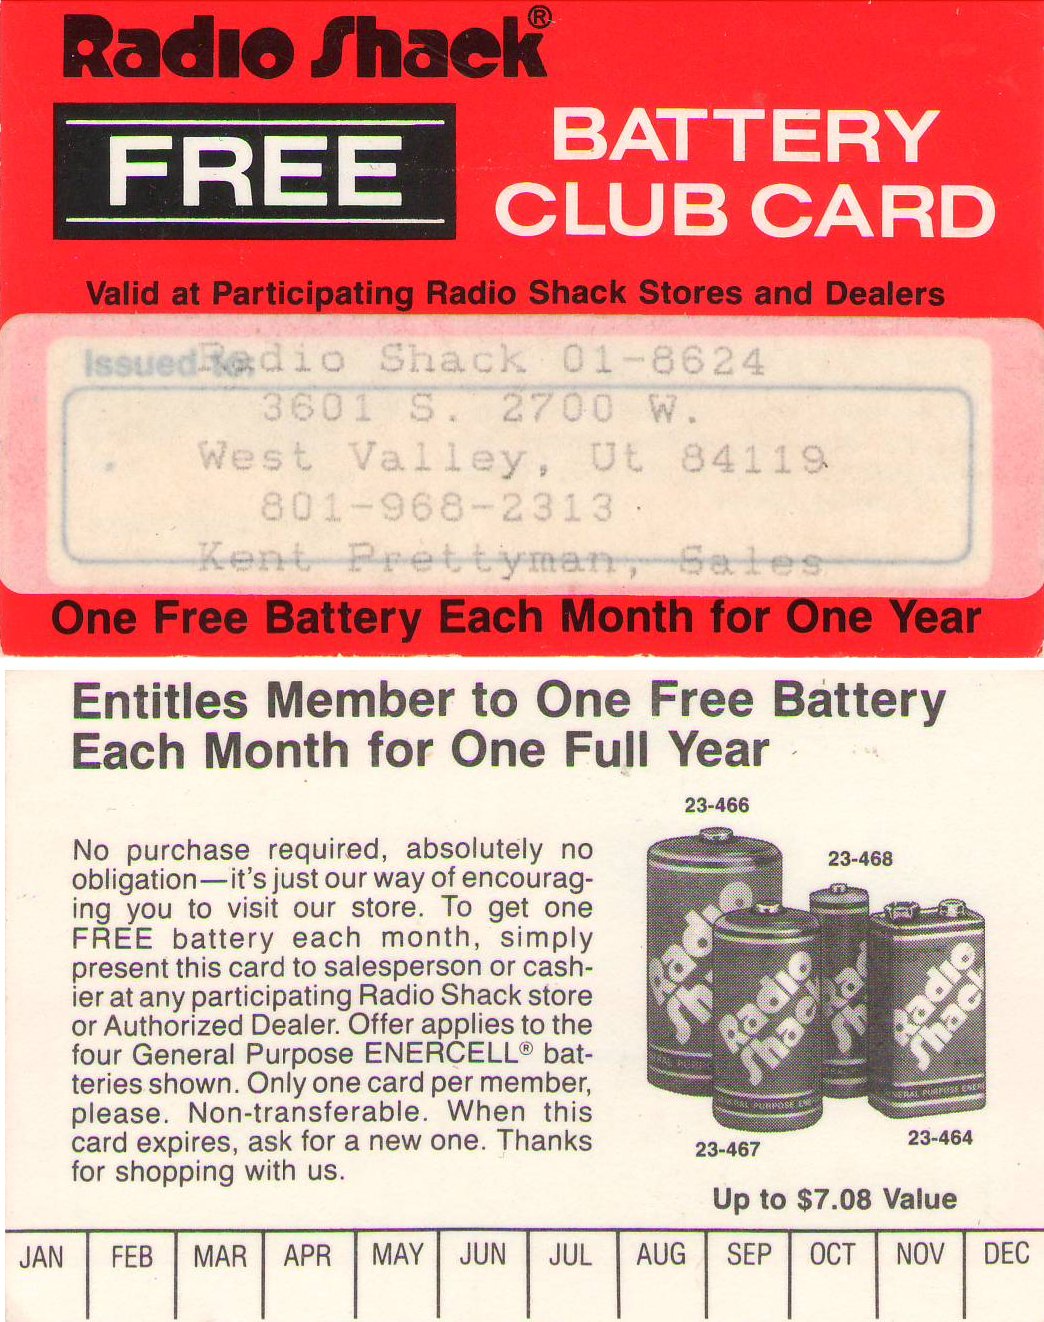 Radio Shack®
FREE
BATTERY
CLUB CARD
Valid at Participating Radio Shack Stores and Dealers
Issued to:
Radio Shack 01-8624
3601 S. 2700 W.
West Valley, Ut 84119
801-968-2313
Kent Prettyman, Sales
One Free Battery Each Month for One Year
Entitles Member to One Free Battery
Each Month for One Full Year
No purchase required, absolutely no
obligation—it's just our way of encourag-
ing you to visit our store. To get one
FREE battery each month, simply
present this card to salesperson or cash-
ier at any participating Radio Shack store
or Authorized Dealer. Offer applies to the
four General Purpose ENERCELL® bat-
teries shown. Only one card per member,
please. Non-transferable. When this
card expires, ask for a new one. Thanks
for shopping with us.
23-466
23-468
Radio
Sh
Radio
Shack
Radio
Shack
GENERAL PURPOSE
23-467
23-464
Up to $7.08 Value
JAN FEB MAR APR MAY JUN JUL AUG SEP OCT NOV DEC